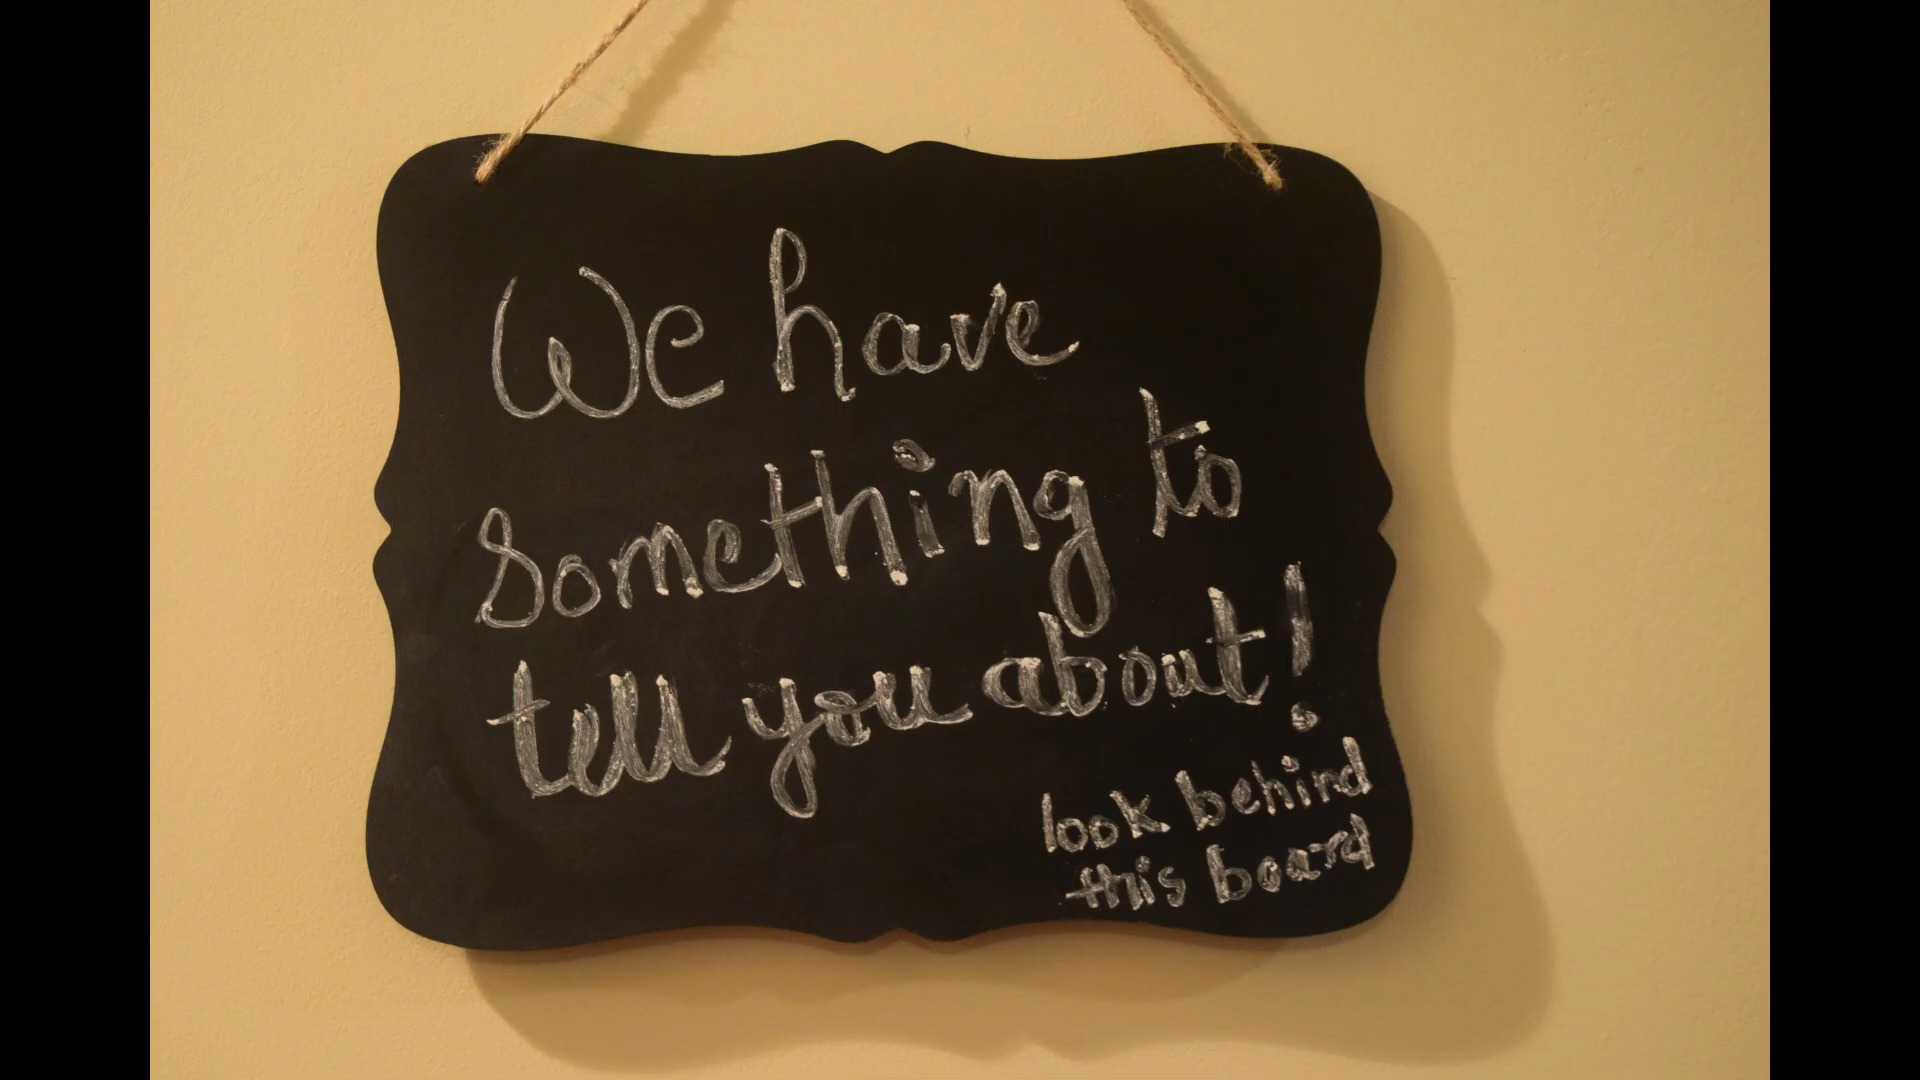 We have
Something to
tell you about!
look behind
this board